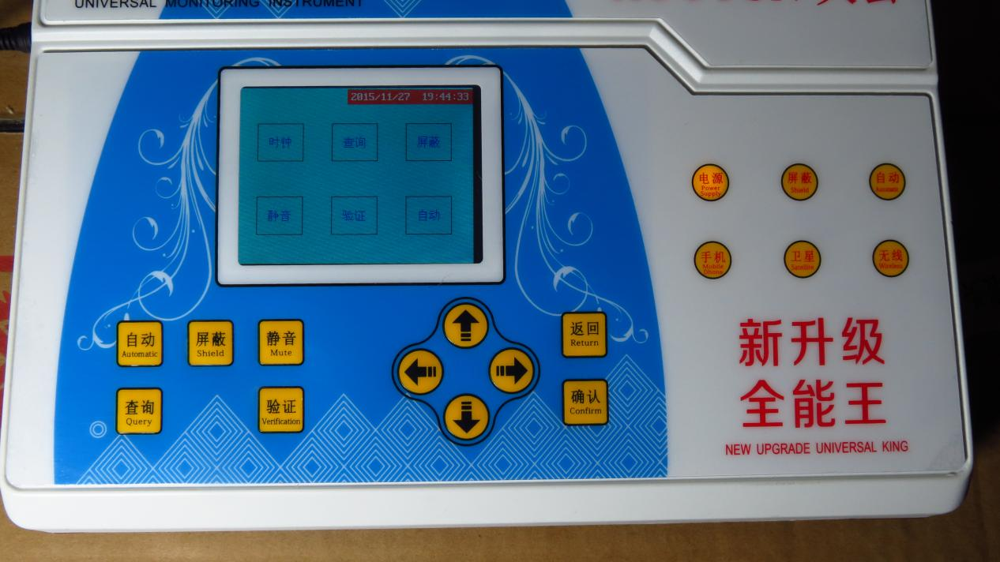 UNIVERSAL MONITORING INSTRUMENT
2015/11/27 19:44:33
时钟 查询 屏蔽
静音 验证 自动
电源
Power
Supply
屏蔽
Shield
自动
Automatic
手机
Mobile
Dhone
卫星
Satellite
无线
Wireless
自动
Automatic
屏蔽
Shield
静音
Mute
返回
Return
查询
Query
验证
Verification
确认
Confirm
新升级
全能王
NEW UPGRADE UNIVERSAL KING